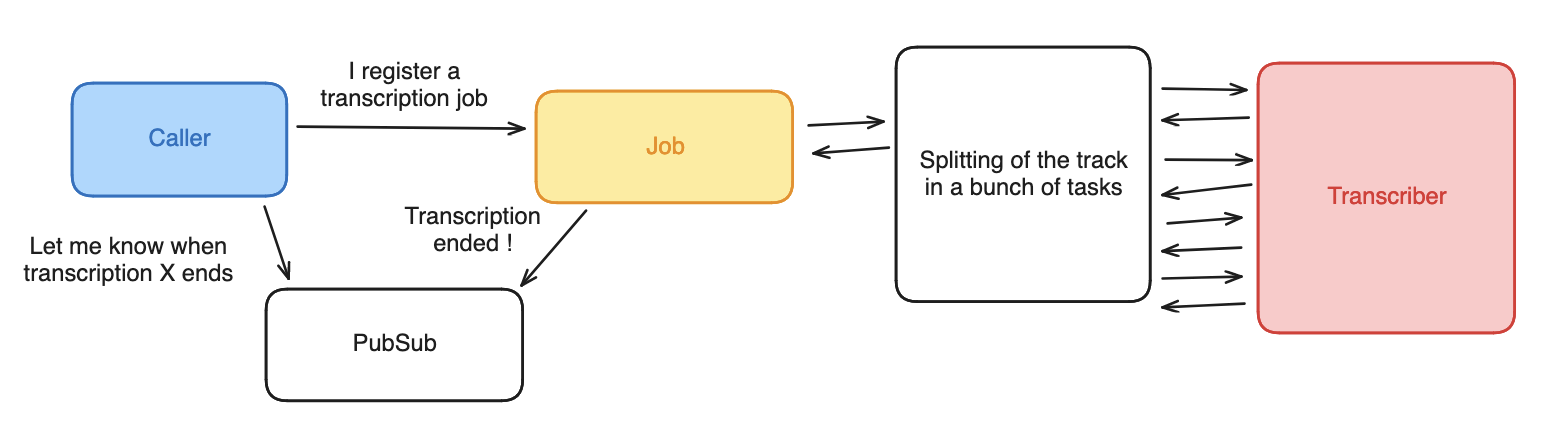 I register a
transcription job
Caller
Job
Splitting of the track
in a bunch of tasks
Transcriber
Let me know when
transcription X ends
Transcription
ended !
PubSub